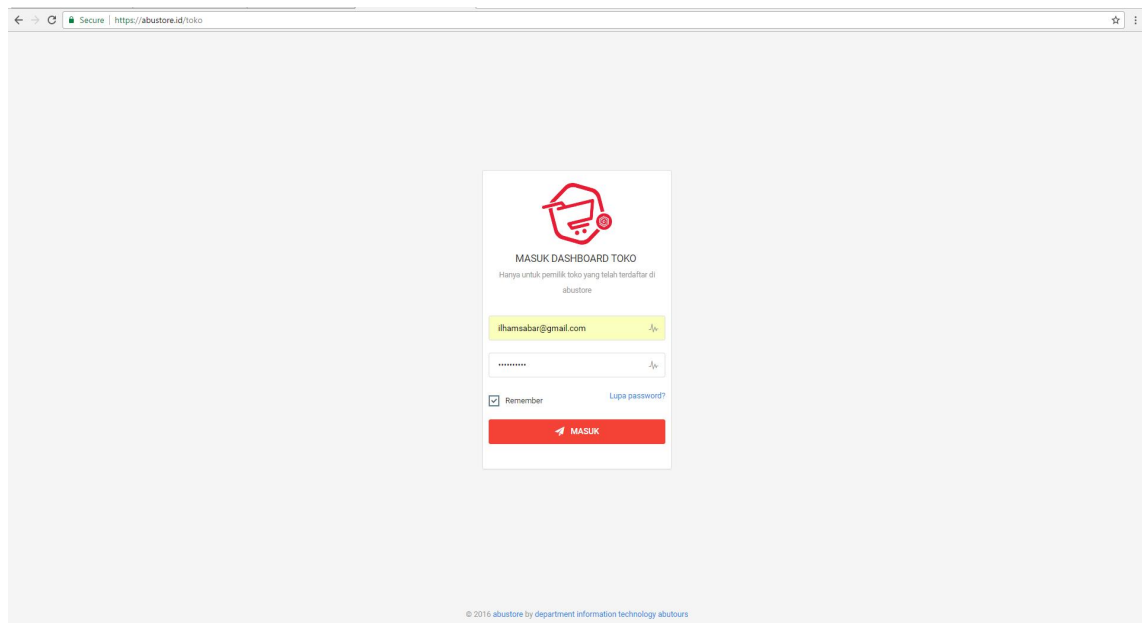 Secure | https://abustore.id/toko
MASUK DASHBOARD TOKO
Hanya untuk pemilik toko yang telah terdaftar di
abustore
ilhamsabar@gmail.com
••••••••••
Remember
Lupa password?
MASUK
© 2016 abustore by department information technology abutours